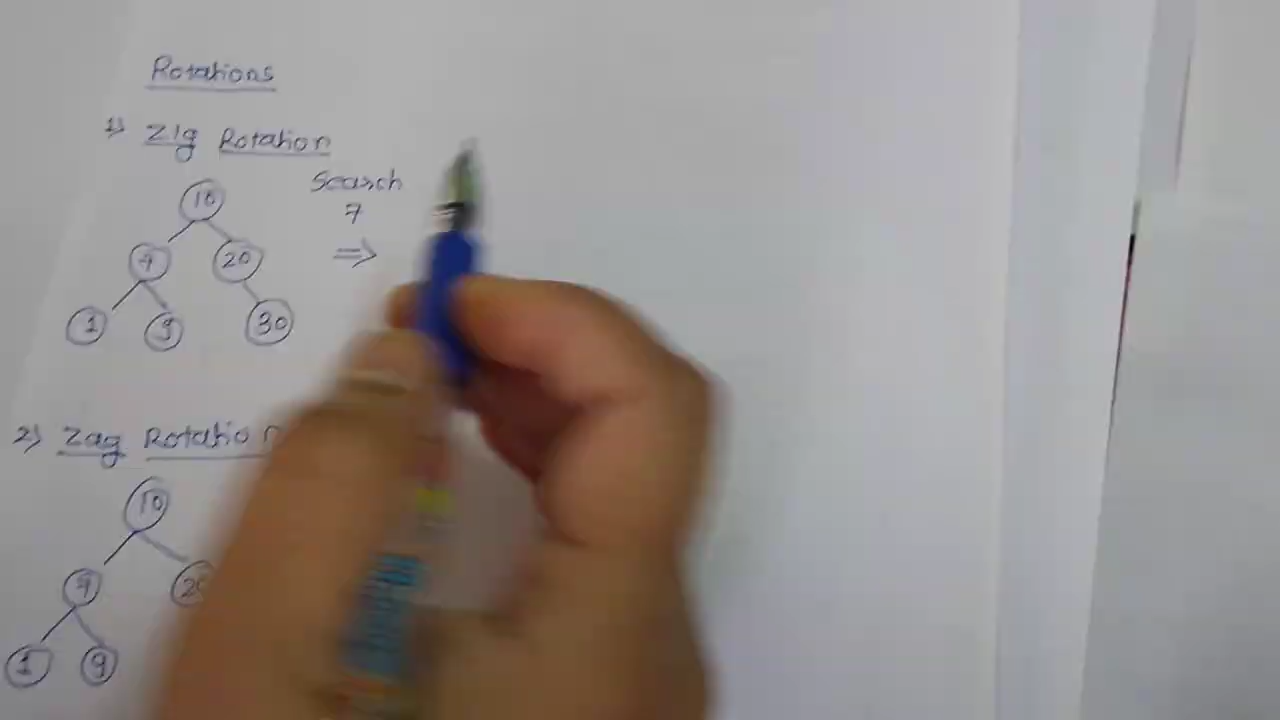 Rotations
1) Zig Rotation
Search
10
7
7 20
⇒
1 9 30
2) Zag Rotation
10
7
1 9